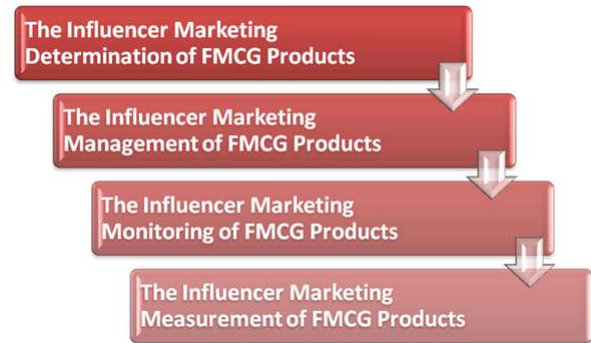 The Influencer Marketing
Determination of FMCG Products
The Influencer Marketing
Management of FMCG Products
The Influencer Marketing
Monitoring of FMCG Products
The Influencer Marketing
Measurement of FMCG Products